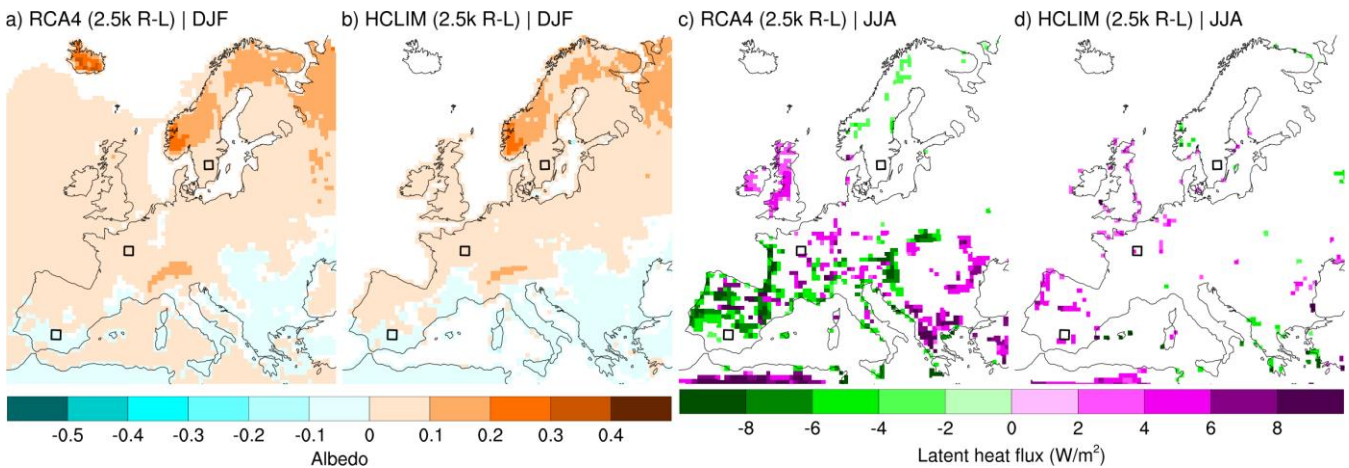 a) RCA4 (2.5k R-L) | DJF
b) HCLIM (2.5k R-L) | DJF
c) RCA4 (2.5k R-L) | JJA
d) HCLIM (2.5k R-L) | JJA
-0.5 -0.4 -0.3 -0.2 -0.1 0 0.1 0.2 0.3 0.4
Albedo
-8 -6 -4 -2 0 2 4 6 8
Latent heat flux (W/m²)